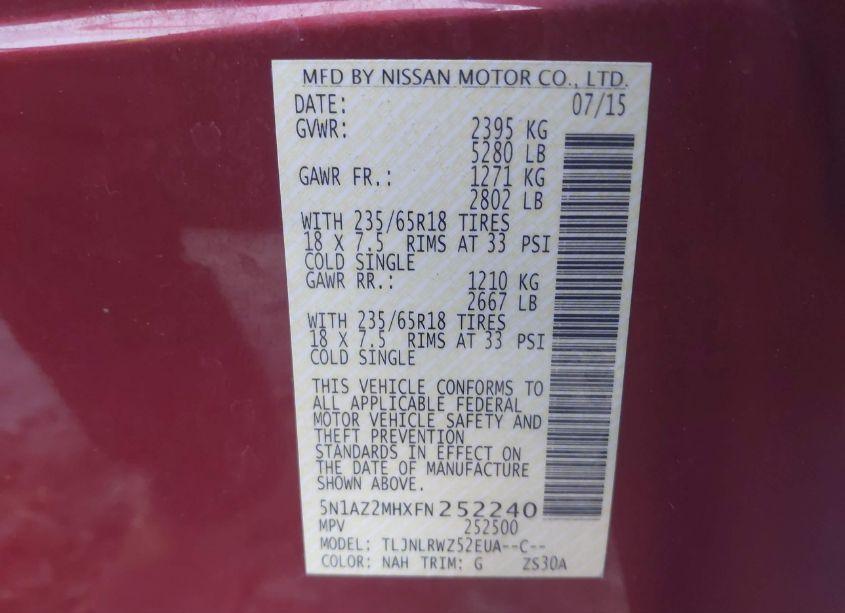 MFD BY NISSAN MOTOR CO., LTD.
DATE: 07/15
GVWR: 2395 KG
5280 LB
GAWR FR.: 1271 KG
2802 LB
WITH 235/65R18 TIRES
18 X 7.5 RIMS AT 33 PSI
COLD SINGLE
GAWR RR.: 1210 KG
2667 LB
WITH 235/65R18 TIRES
18 X 7.5 RIMS AT 33 PSI
COLD SINGLE
THIS VEHICLE CONFORMS TO
ALL APPLICABLE FEDERAL
MOTOR VEHICLE SAFETY AND
THEFT PREVENTION
STANDARDS IN EFFECT ON
THE DATE OF MANUFACTURE
SHOWN ABOVE.
5N1AZ2MHXFN252240
MPV 252500
MODEL: TLJNLRWZ52EUA--C--
COLOR: NAH TRIM: G ZS30A